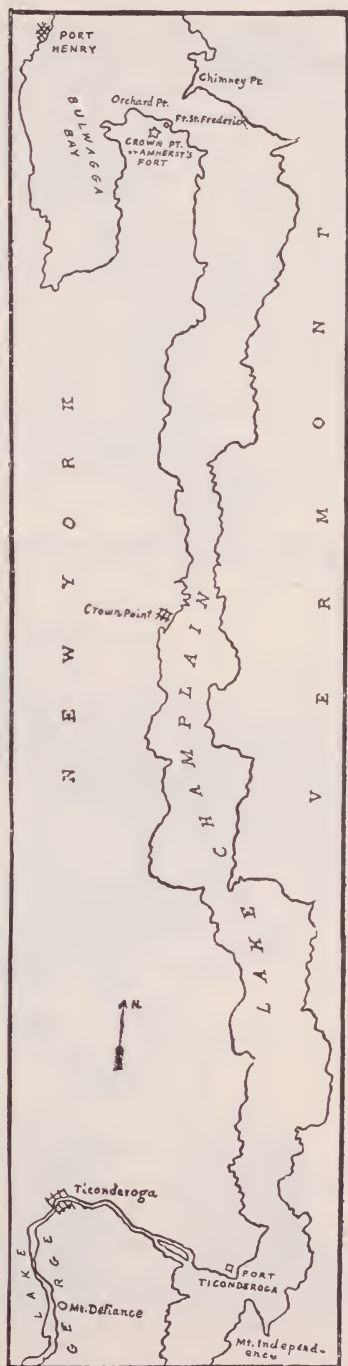 PORT
HENRY
Chimney Pt.
Orchard Pt.
Ft. St. Frederick
CROWN PT.
or AMHERST'S
FORT
BULWAGGA
BAY
NEW YORK
VERMONT
Crown Point
LAKE CHAMPLAIN
N.
Ticonderoga
LAKE
GEORGE
Mt. Defiance
FORT
TICONDEROGA
Mt. Independ-
ence